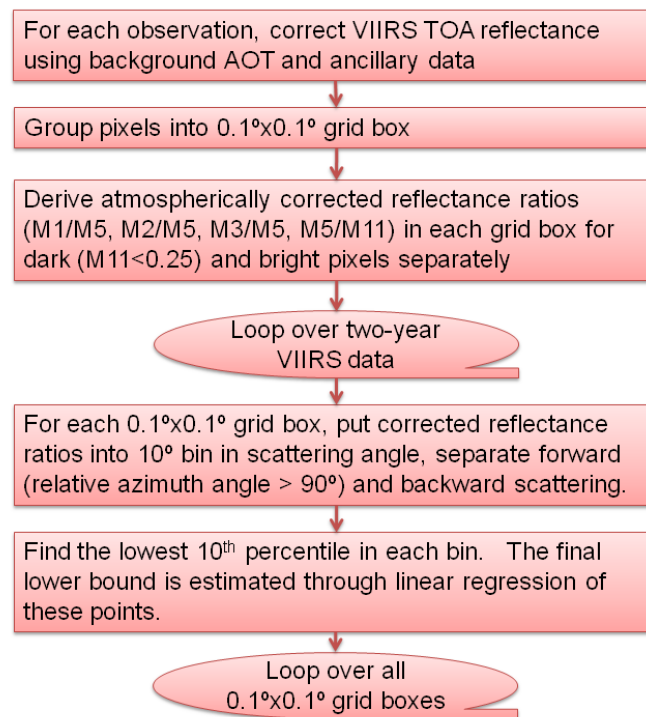 For each observation, correct VIIRS TOA reflectance
using background AOT and ancillary data
Group pixels into 0.1ºx0.1º grid box
Derive atmospherically corrected reflectance ratios
(M1/M5, M2/M5, M3/M5, M5/M11) in each grid box for
dark (M11<0.25) and bright pixels separately
Loop over two-year
VIIRS data
For each 0.1ºx0.1º grid box, put corrected reflectance
ratios into 10º bin in scattering angle, separate forward
(relative azimuth angle > 90º) and backward scattering.
Find the lowest 10th percentile in each bin. The final
lower bound is estimated through linear regression of
these points.
Loop over all
0.1ºx0.1º grid boxes